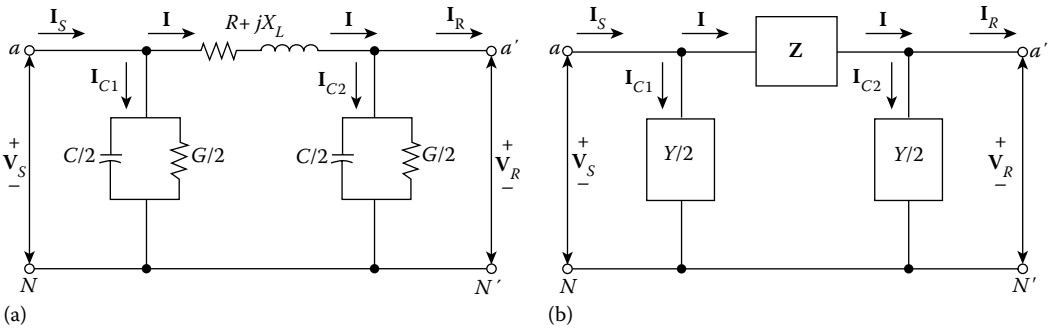 I_S I R + jX_L I I_R
a a'
I_C1 I_C2
C/2 G/2 C/2 G/2
+ V_S − + V_R −
N N'
(a)
I_S I Z I I_R
a a'
I_C1 I_C2
Y/2 Y/2
+ V_S − + V_R −
N N'
(b)